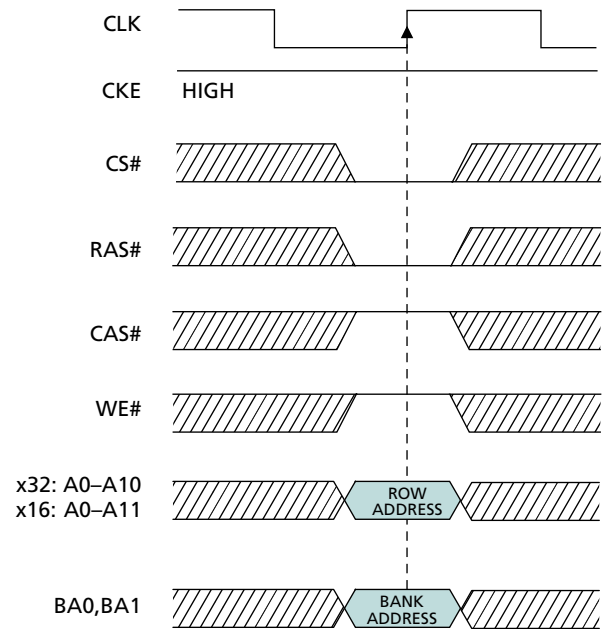 CLK
CKE HIGH
CS#
RAS#
CAS#
WE#
x32: A0–A10
x16: A0–A11
ROW
ADDRESS
BA0,BA1
BANK
ADDRESS